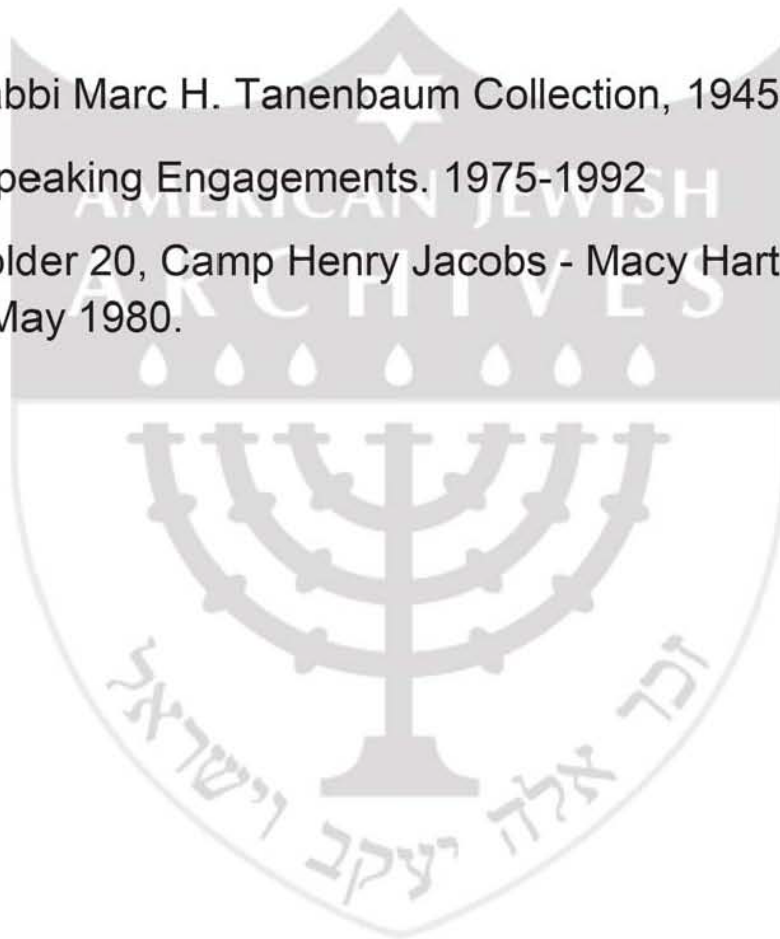 abbi Marc H. Tanenbaum Collection, 1945
peaking Engagements. 1975-1992
AMERICAN JEWISH
older 20, Camp Henry Jacobs - Macy Hart
ARCHIVES
May 1980.
זכר אלה יעקב וישראל